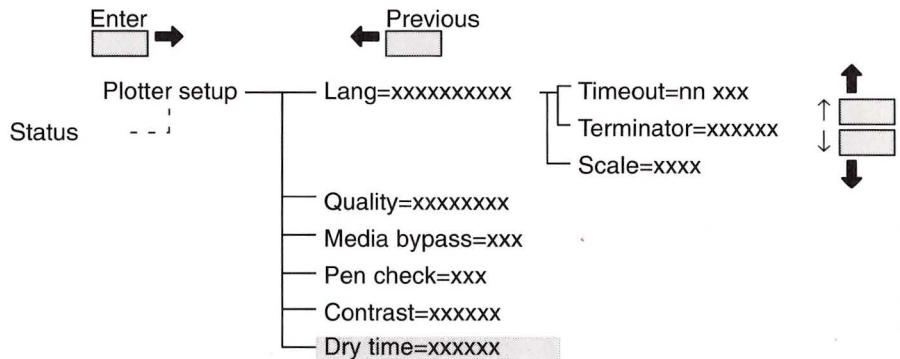 Enter
Previous
Plotter setup
Lang=xxxxxxxxxx
Timeout=nn xxx
Status
Terminator=xxxxxx
Scale=xxxx
Quality=xxxxxxxx
Media bypass=xxx
Pen check=xxx
Contrast=xxxxxx
Dry time=xxxxxx